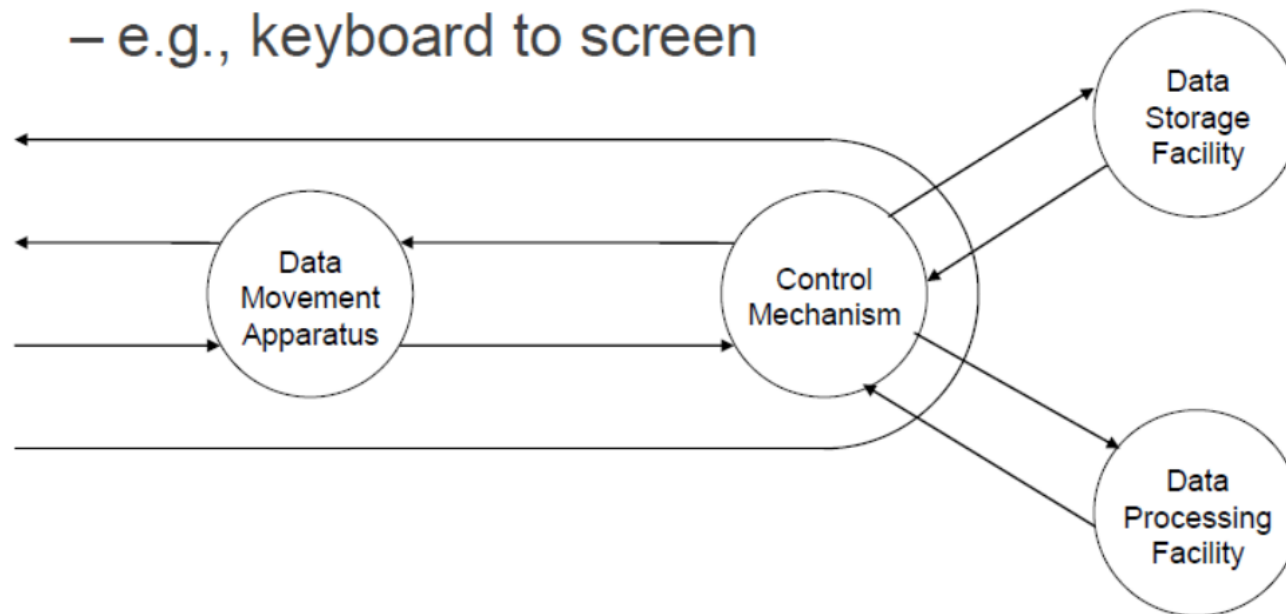 – e.g., keyboard to screen
Data
Storage
Facility
Data
Movement
Apparatus
Control
Mechanism
Data
Processing
Facility